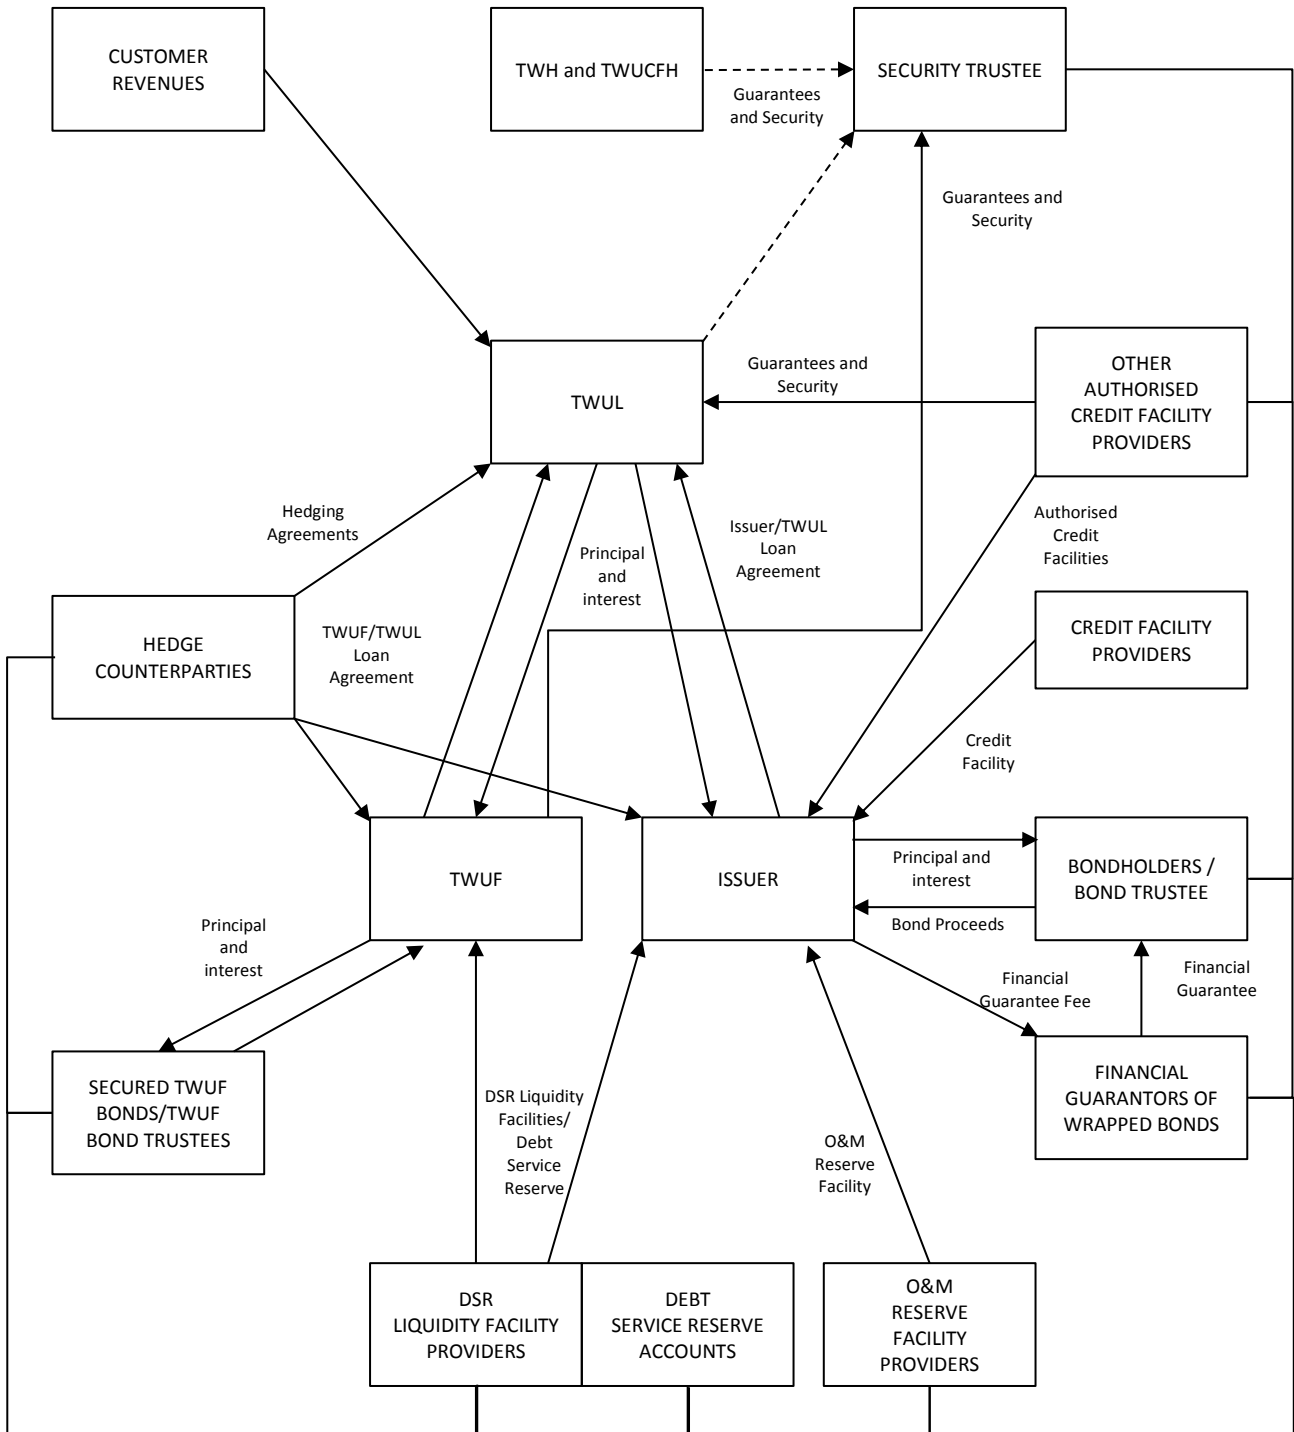 CUSTOMER
REVENUES
TWH and TWUCFH
SECURITY TRUSTEE
Guarantees
and Security
Guarantees and
Security
TWUL
Guarantees and
Security
OTHER
AUTHORISED
CREDIT FACILITY
PROVIDERS
Hedging
Agreements
Principal
and
interest
Issuer/TWUL
Loan
Agreement
Authorised
Credit
Facilities
HEDGE
COUNTERPARTIES
TWUF/TWUL
Loan
Agreement
CREDIT FACILITY
PROVIDERS
Credit
Facility
TWUF
ISSUER
Principal and
interest
Bond Proceeds
BONDHOLDERS /
BOND TRUSTEE
Principal
and
interest
Financial
Guarantee Fee
Financial
Guarantee
SECURED TWUF
BONDS/TWUF
BOND TRUSTEES
DSR Liquidity
Facilities/
Debt
Service
Reserve
O&M
Reserve
Facility
FINANCIAL
GUARANTORS OF
WRAPPED BONDS
DSR
LIQUIDITY FACILITY
PROVIDERS
DEBT
SERVICE RESERVE
ACCOUNTS
O&M
RESERVE
FACILITY
PROVIDERS